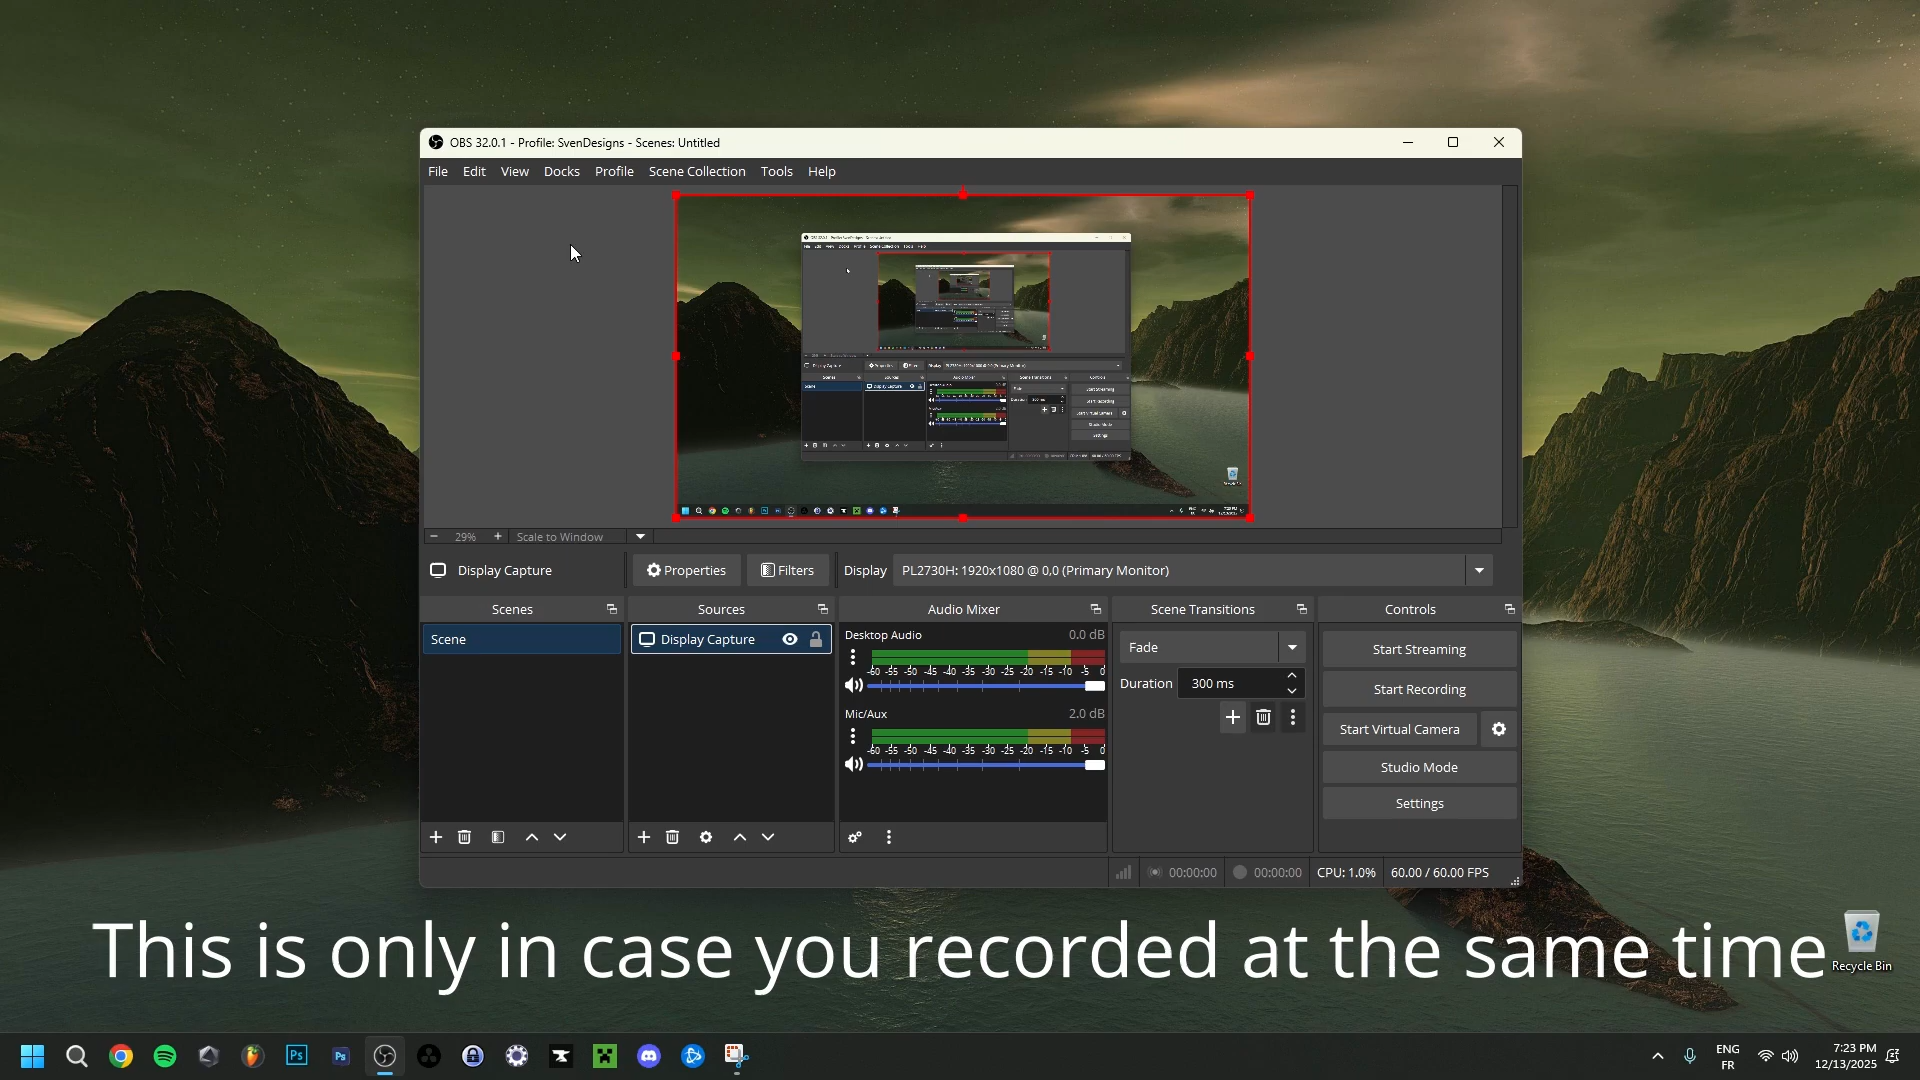 OBS 32.0.1 - Profile: SvenDesigns - Scenes: Untitled
File Edit View Docks Profile Scene Collection Tools Help
29% Scale to Window
Display Capture Properties Filters Display PL2730H: 1920x1080 @ 0,0 (Primary Monitor)
Scenes Sources Audio Mixer Scene Transitions Controls
Scene
Display Capture
Desktop Audio 0.0 dB
-60 -55 -50 -45 -40 -35 -30 -25 -20 -15 -10 -5 0
Mic/Aux 2.0 dB
-60 -55 -50 -45 -40 -35 -30 -25 -20 -15 -10 -5 0
Fade
Duration 300 ms
Start Streaming
Start Recording
Start Virtual Camera
Studio Mode
Settings
00:00:00 00:00:00 CPU: 1.0% 60.00 / 60.00 FPS
This is only in case you recorded at the same time
Recycle Bin
Ps Ps
ENG
FR
7:23 PM
12/13/2025